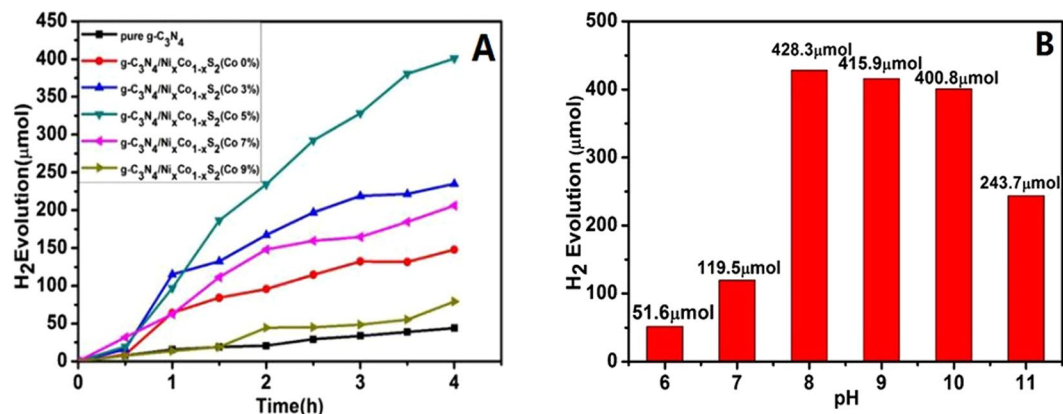 A
pure g-C3N4
g-C3N4/NixCo1-xS2(Co 0%)
g-C3N4/NixCo1-xS2(Co 3%)
g-C3N4/NixCo1-xS2(Co 5%)
g-C3N4/NixCo1-xS2(Co 7%)
g-C3N4/NixCo1-xS2(Co 9%)
H2Evolution(μmol)
450
400
350
300
250
200
150
100
50
0
0 1 2 3 4
Time(h)
B
H2 Evolution (μmol)
500
400
300
200
100
0
51.6μmol
119.5μmol
428.3μmol
415.9μmol
400.8μmol
243.7μmol
6 7 8 9 10 11
pH